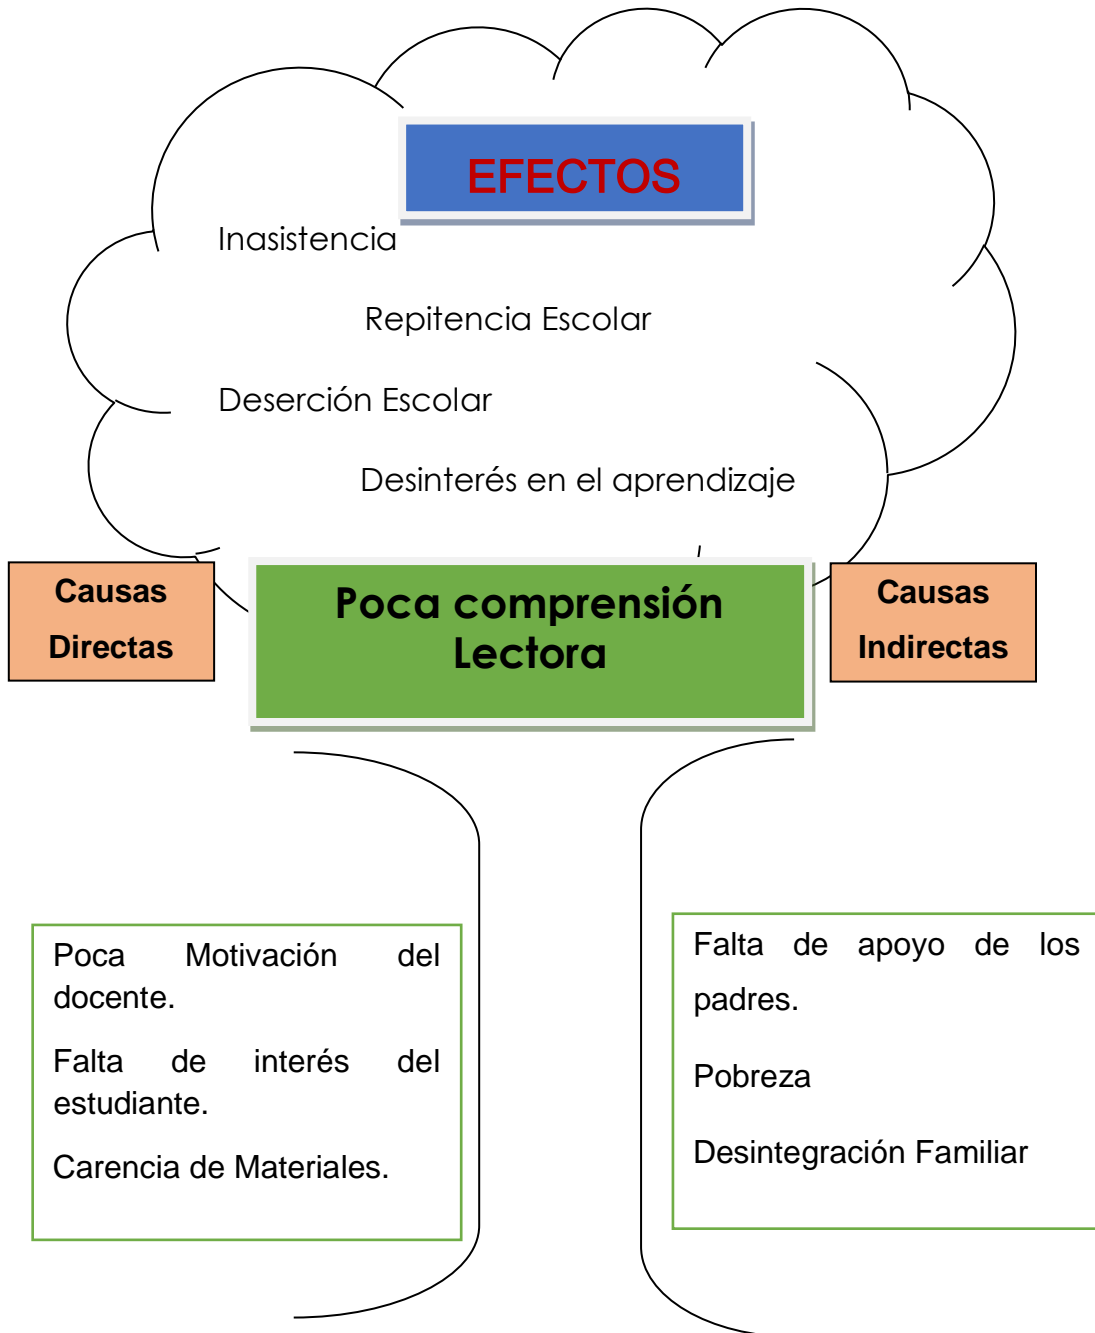 EFECTOS
Inasistencia
Repitencia Escolar
Deserción Escolar
Desinterés en el aprendizaje
Causas
Directas
Poca comprensión
Lectora
Causas
Indirectas
Poca Motivación del
docente.
Falta de interés del
estudiante.
Carencia de Materiales.
Falta de apoyo de los
padres.
Pobreza
Desintegración Familiar